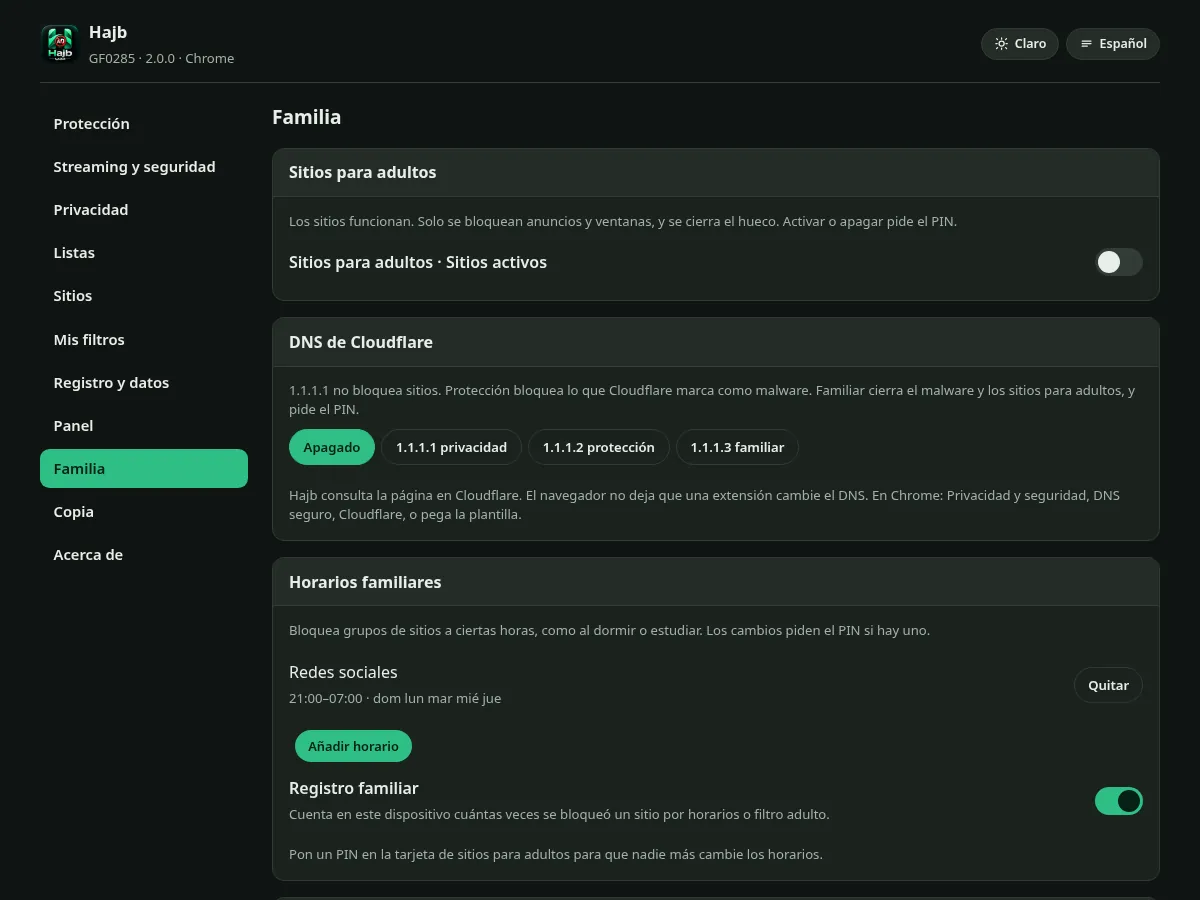 Hajb
GF0285 · 2.0.0 · Chrome
Claro
Español
Protección
Streaming y seguridad
Privacidad
Listas
Sitios
Mis filtros
Registro y datos
Panel
Familia
Copia
Acerca de
Familia
Sitios para adultos
Los sitios funcionan. Solo se bloquean anuncios y ventanas, y se cierra el hueco. Activar o apagar pide el PIN.
Sitios para adultos · Sitios activos
DNS de Cloudflare
1.1.1.1 no bloquea sitios. Protección bloquea lo que Cloudflare marca como malware. Familiar cierra el malware y los sitios para adultos, y
pide el PIN.
Apagado
1.1.1.1 privacidad
1.1.1.2 protección
1.1.1.3 familiar
Hajb consulta la página en Cloudflare. El navegador no deja que una extensión cambie el DNS. En Chrome: Privacidad y seguridad, DNS
seguro, Cloudflare, o pega la plantilla.
Horarios familiares
Bloquea grupos de sitios a ciertas horas, como al dormir o estudiar. Los cambios piden el PIN si hay uno.
Redes sociales
21:00–07:00 · dom lun mar mié jue
Quitar
Añadir horario
Registro familiar
Cuenta en este dispositivo cuántas veces se bloqueó un sitio por horarios o filtro adulto.
Pon un PIN en la tarjeta de sitios para adultos para que nadie más cambie los horarios.